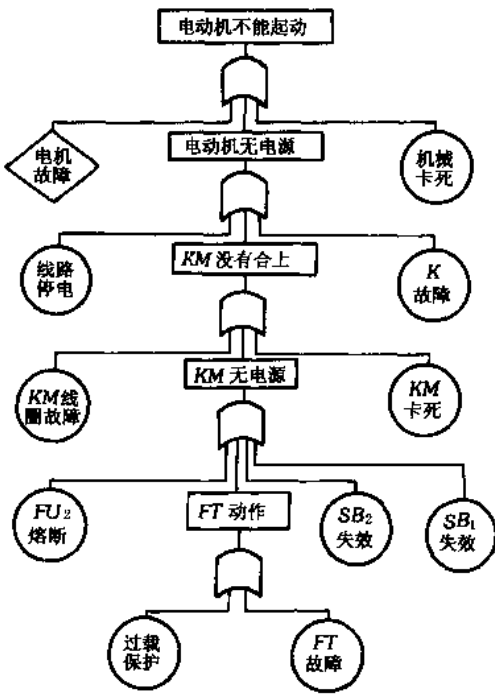 电动机不能起动
电机
故障
电动机无电源
机械
卡死
线路
停电
KM没有合上
K
故障
KM线
圈故障
KM无电源
KM
卡死
FU₂
熔断
FT动作
SB₂
失效
SB₁
失效
过载
保护
FT
故障